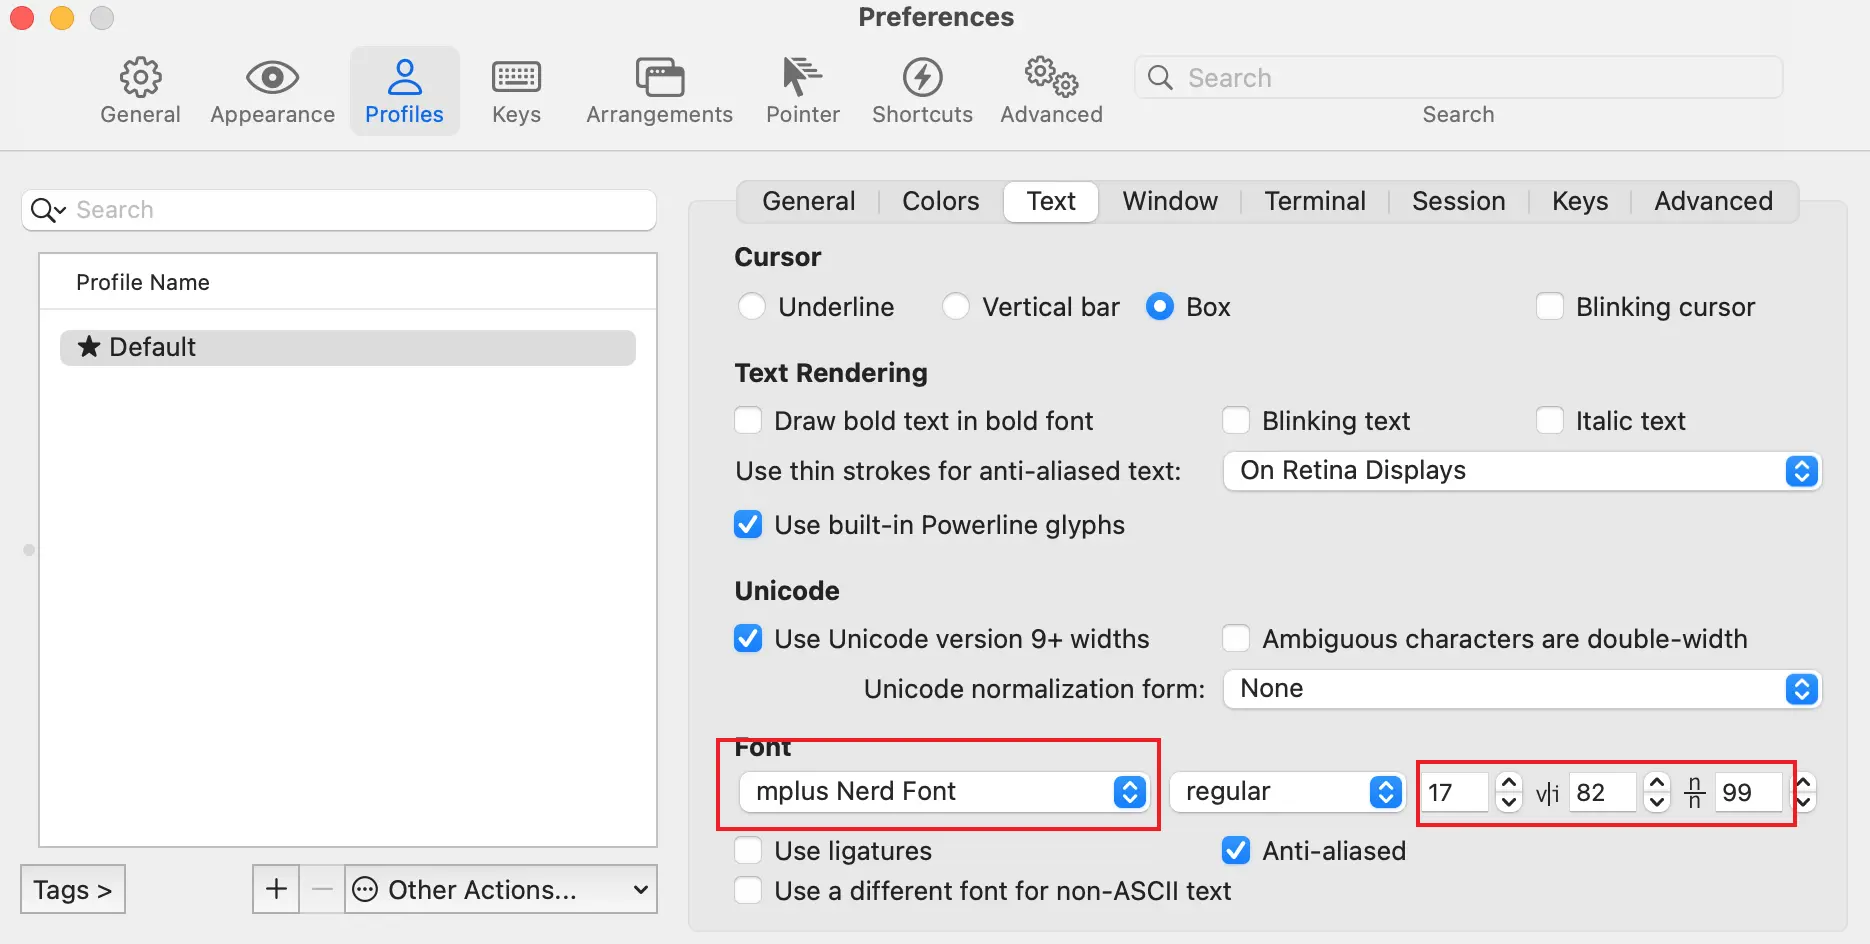 Preferences
General Appearance Profiles Keys Arrangements Pointer Shortcuts Advanced Search
Search
Search
Profile Name
★ Default
Tags >
+ − Other Actions...
General Colors Text Window Terminal Session Keys Advanced
Cursor
Underline Vertical bar Box Blinking cursor
Text Rendering
Draw bold text in bold font Blinking text Italic text
Use thin strokes for anti-aliased text: On Retina Displays
Use built-in Powerline glyphs
Unicode
Use Unicode version 9+ widths Ambiguous characters are double-width
Unicode normalization form: None
Font
mplus Nerd Font regular 17 v|i 82 n/n 99
Use ligatures Anti-aliased
Use a different font for non-ASCII text